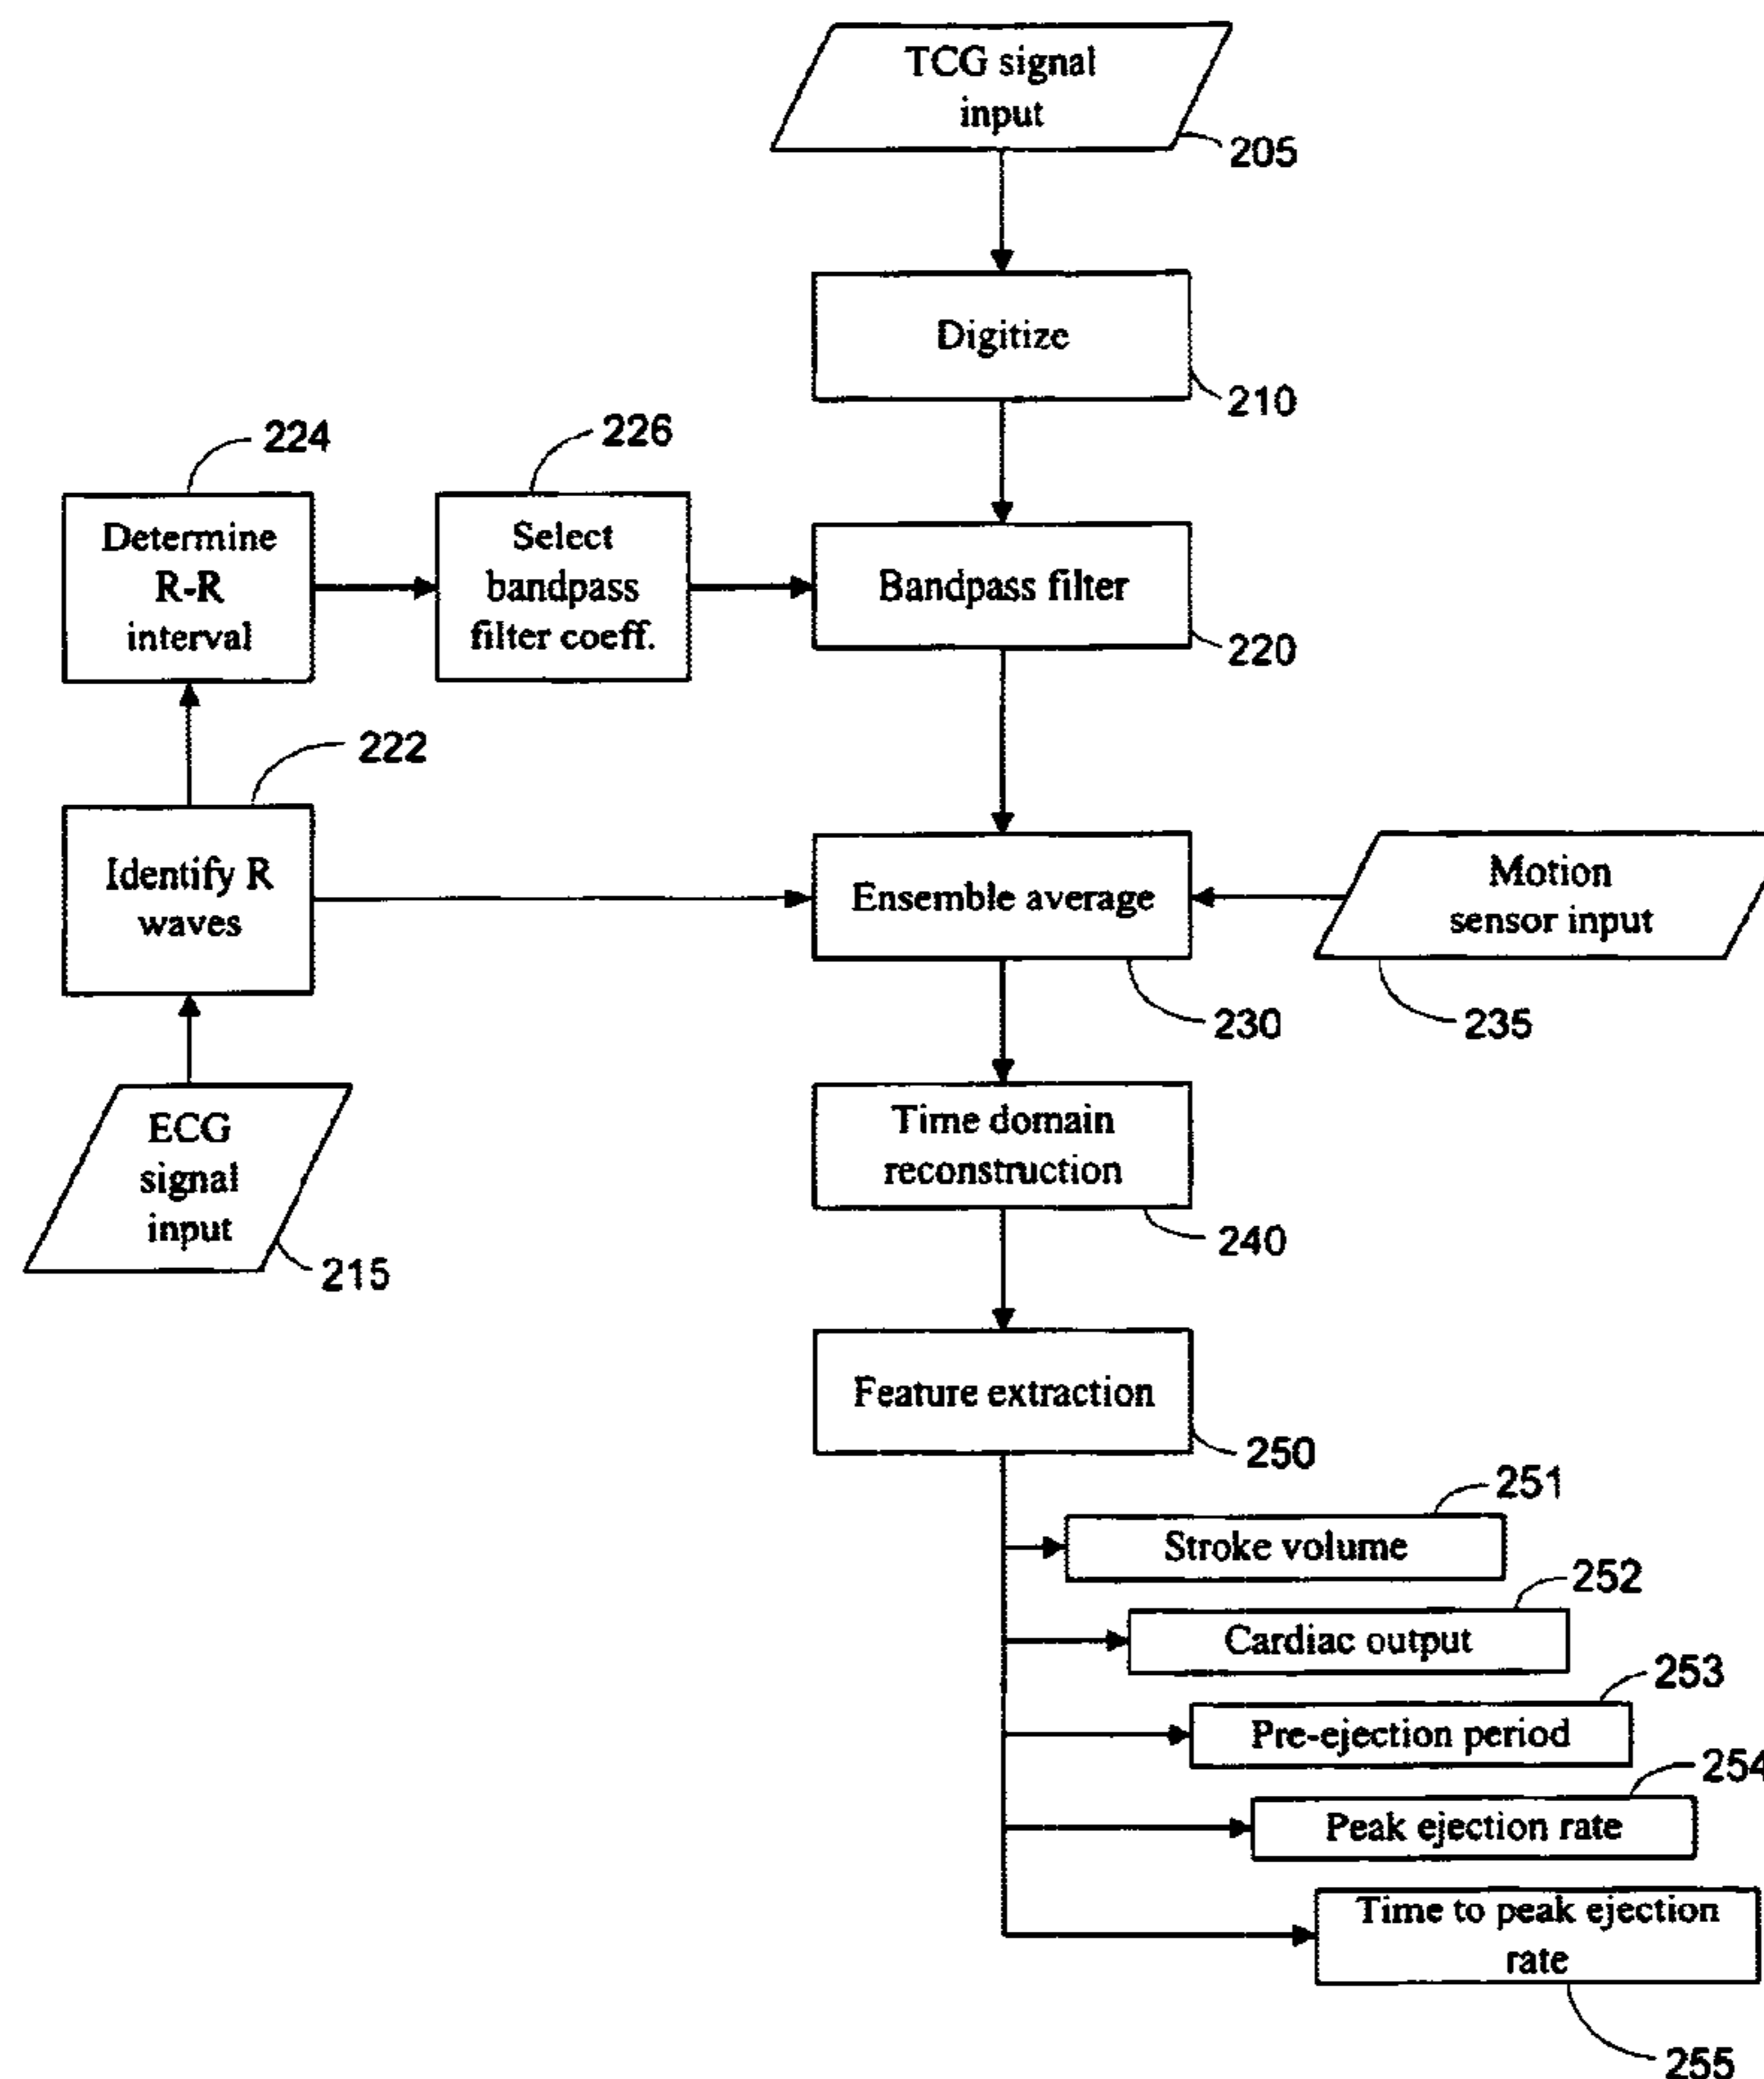 TCG signal
input
205
Digitize
210
224
226
Determine
R-R
interval
Select
bandpass
filter coeff.
Bandpass filter
220
222
Identify R
waves
Ensemble average
Motion
sensor input
230
235
ECG
signal
input
215
Time domain
reconstruction
240
Feature extraction
250
251
Stroke volume
252
Cardiac output
253
Pre-ejection period
254
Peak ejection rate
Time to peak ejection
rate
255